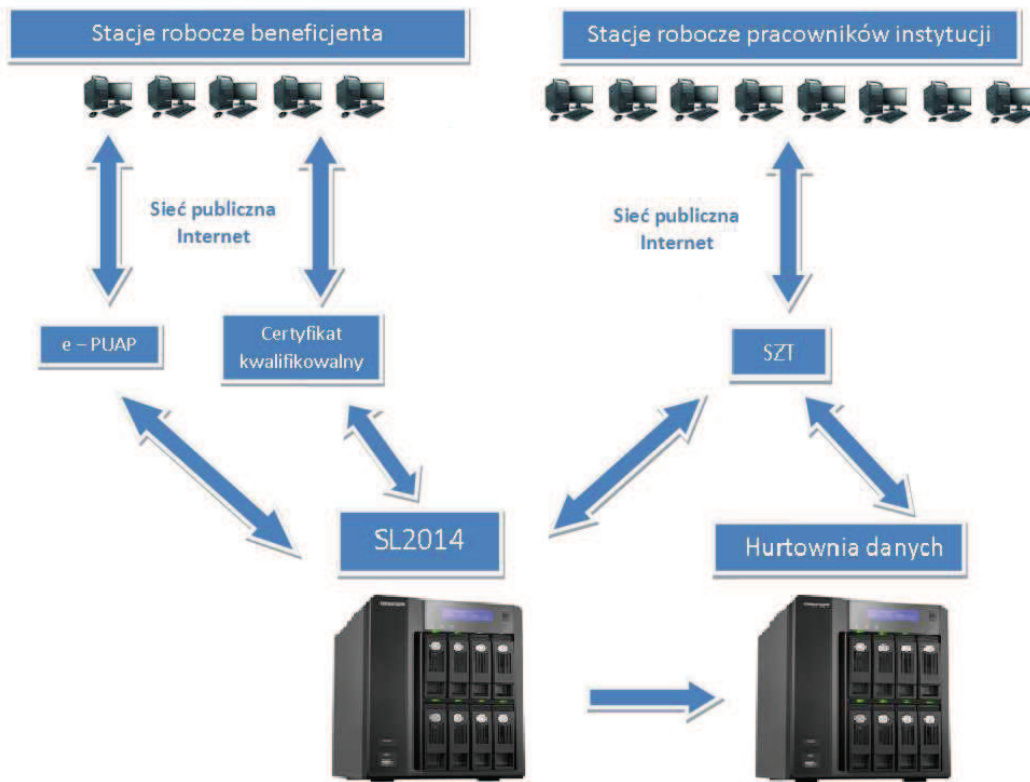 Stacje robocze beneficjenta
Stacje robocze pracowników instytucji
Sieć publiczna
Internet
Sieć publiczna
Internet
e – PUAP
Certyfikat
kwalifikowalny
SZT
SL2014
Hurtownia danych